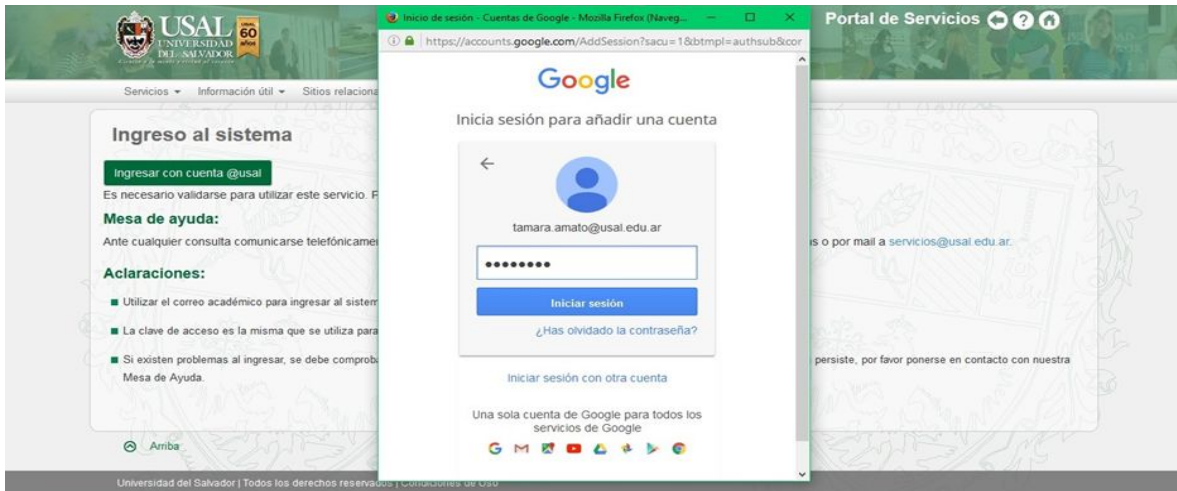 USAL
UNIVERSIDAD
DEL SALVADOR
60
años
Portal de Servicios
Servicios Información útil Sitios relaciona
Ingreso al sistema
Ingresar con cuenta @usal
Es necesario validarse para utilizar este servicio. P
Mesa de ayuda:
Ante cualquier consulta comunicarse telefónicamen
s o por mail a servicios@usal.edu.ar.
Aclaraciones:
Utilizar el correo académico para ingresar al sistem
La clave de acceso es la misma que se utiliza para
Si existen problemas al ingresar, se debe comproba
persiste, por favor ponerse en contacto con nuestra
Mesa de Ayuda.
Arriba
Universidad del Salvador | Todos los derechos reservados | Condiciones de Uso
Inicio de sesión - Cuentas de Google - Mozilla Firefox (Naveg...
https://accounts.google.com/AddSession?sacu=1&btmpl=authsub&cor
Google
Inicia sesión para añadir una cuenta
tamara.amato@usal.edu.ar
••••••••
Iniciar sesión
¿Has olvidado la contraseña?
Iniciar sesión con otra cuenta
Una sola cuenta de Google para todos los
servicios de Google